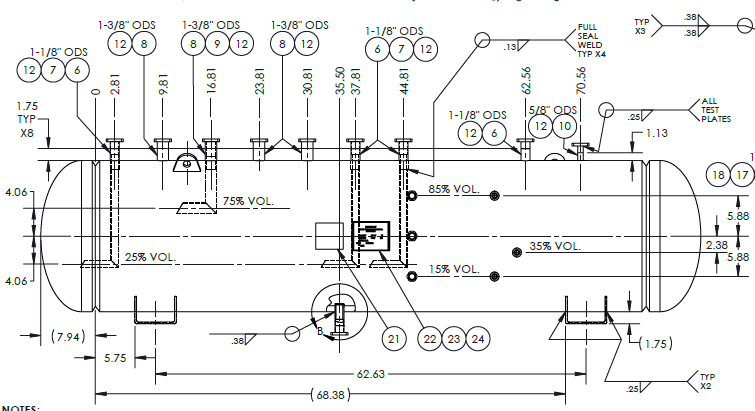 1-3/8" ODS
1-3/8" ODS
1-3/8" ODS
1-1/8" ODS
FULL
SEAL
WELD
TYP X4
TYP
X3
.38
.38
12
8
8
9
12
8
12
6
7
12
.13
1-1/8" ODS
12
7
6
0
2.81
9.81
16.81
23.81
30.81
35.50
37.81
44.81
62.56
70.56
1.75
TYP
X8
1-1/8" ODS
12
6
5/8" ODS
12
10
.25
ALL
TEST
PLATES
1.13
18
17
4.06
75% VOL.
85% VOL.
5.88
25% VOL.
35% VOL.
2.38
15% VOL.
5.88
4.06
B
(7.94)
.38
21
22
23
24
(1.75)
5.75
62.63
(68.38)
.25
TYP
X2
NOTES: